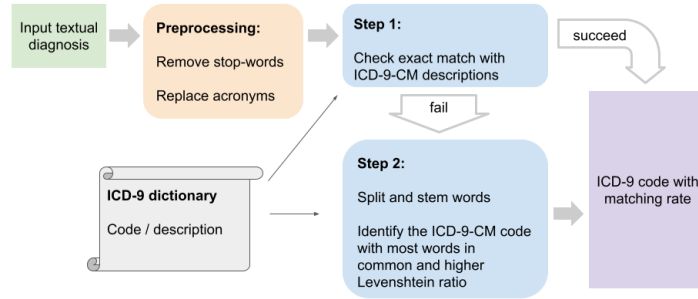 Input textual
diagnosis
Preprocessing:
Remove stop-words
Replace acronyms
Step 1:
Check exact match with
ICD-9-CM descriptions
succeed
fail
ICD-9 dictionary
Code / description
Step 2:
Split and stem words
Identify the ICD-9-CM code
with most words in
common and higher
Levenshtein ratio
ICD-9 code with
matching rate